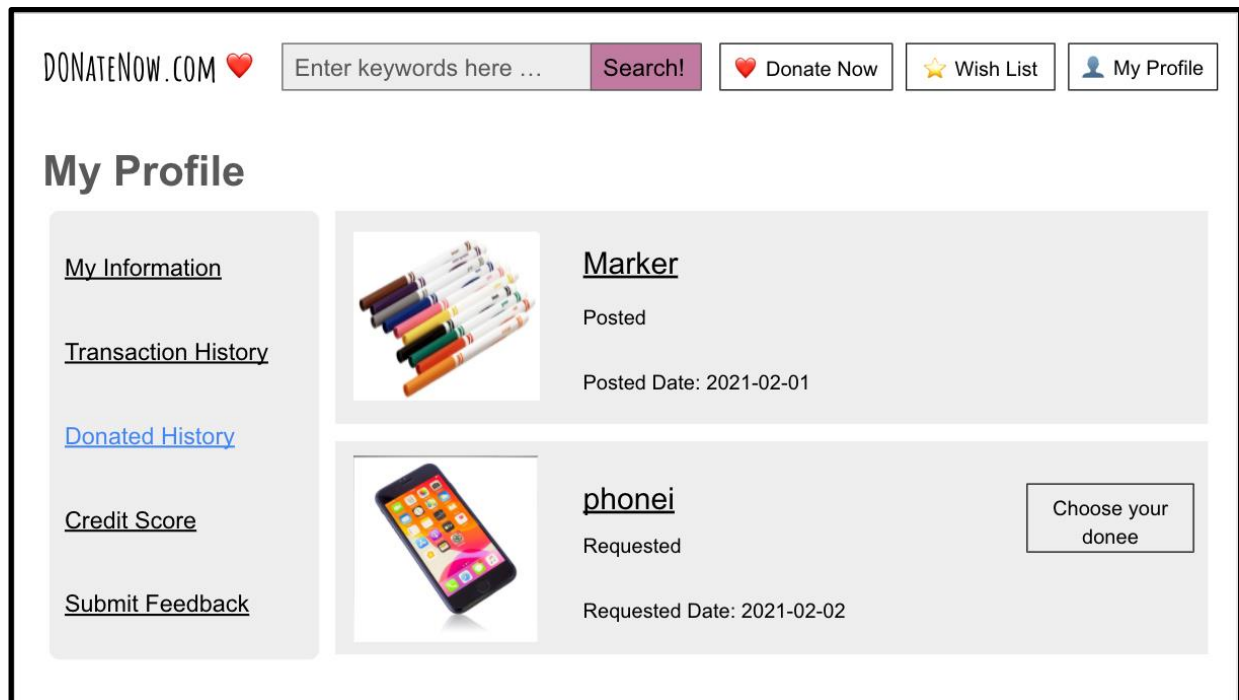 DONATENOW.COM
Enter keywords here …
Search!
Donate Now
Wish List
My Profile
My Profile
My Information
Transaction History
Donated History
Credit Score
Submit Feedback
Marker
Posted
Posted Date: 2021-02-01
phonei
Requested
Requested Date: 2021-02-02
Choose your
donee